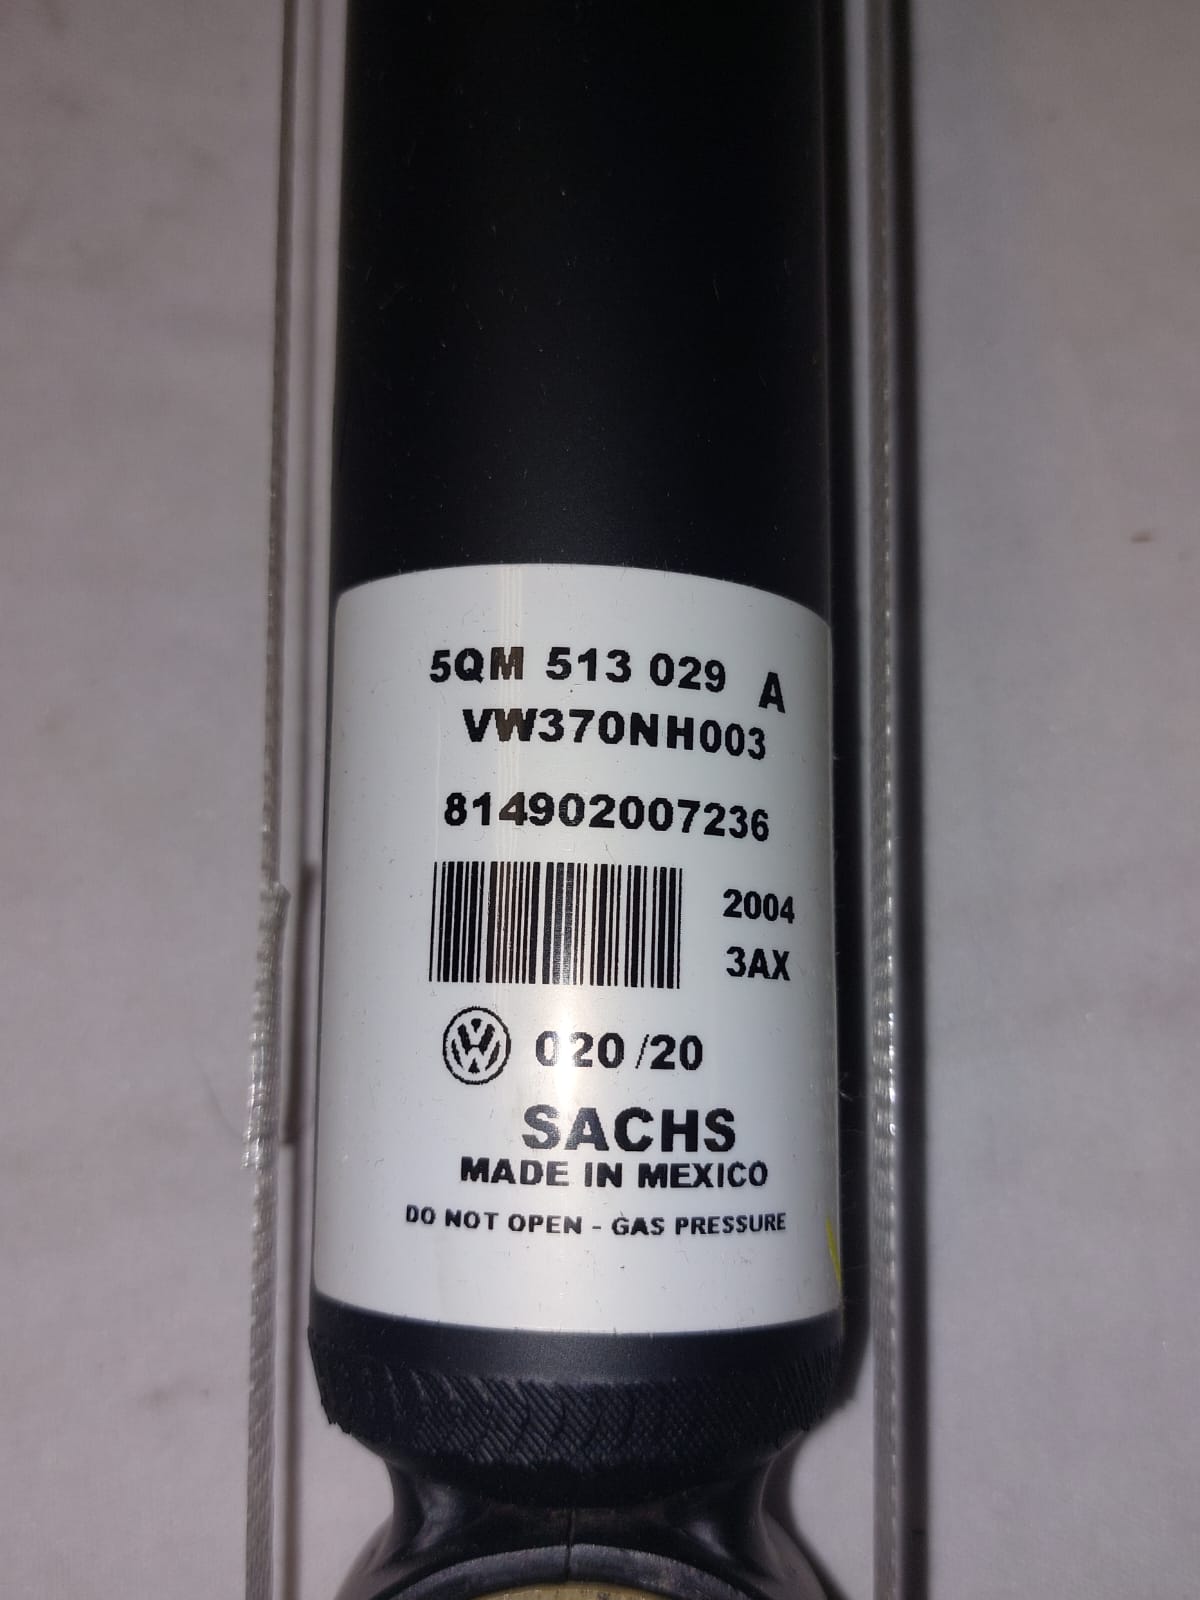 5QM 513 029 A
VW370NH003
814902007236
2004
3AX
020/20
SACHS
MADE IN MEXICO
DO NOT OPEN - GAS PRESSURE